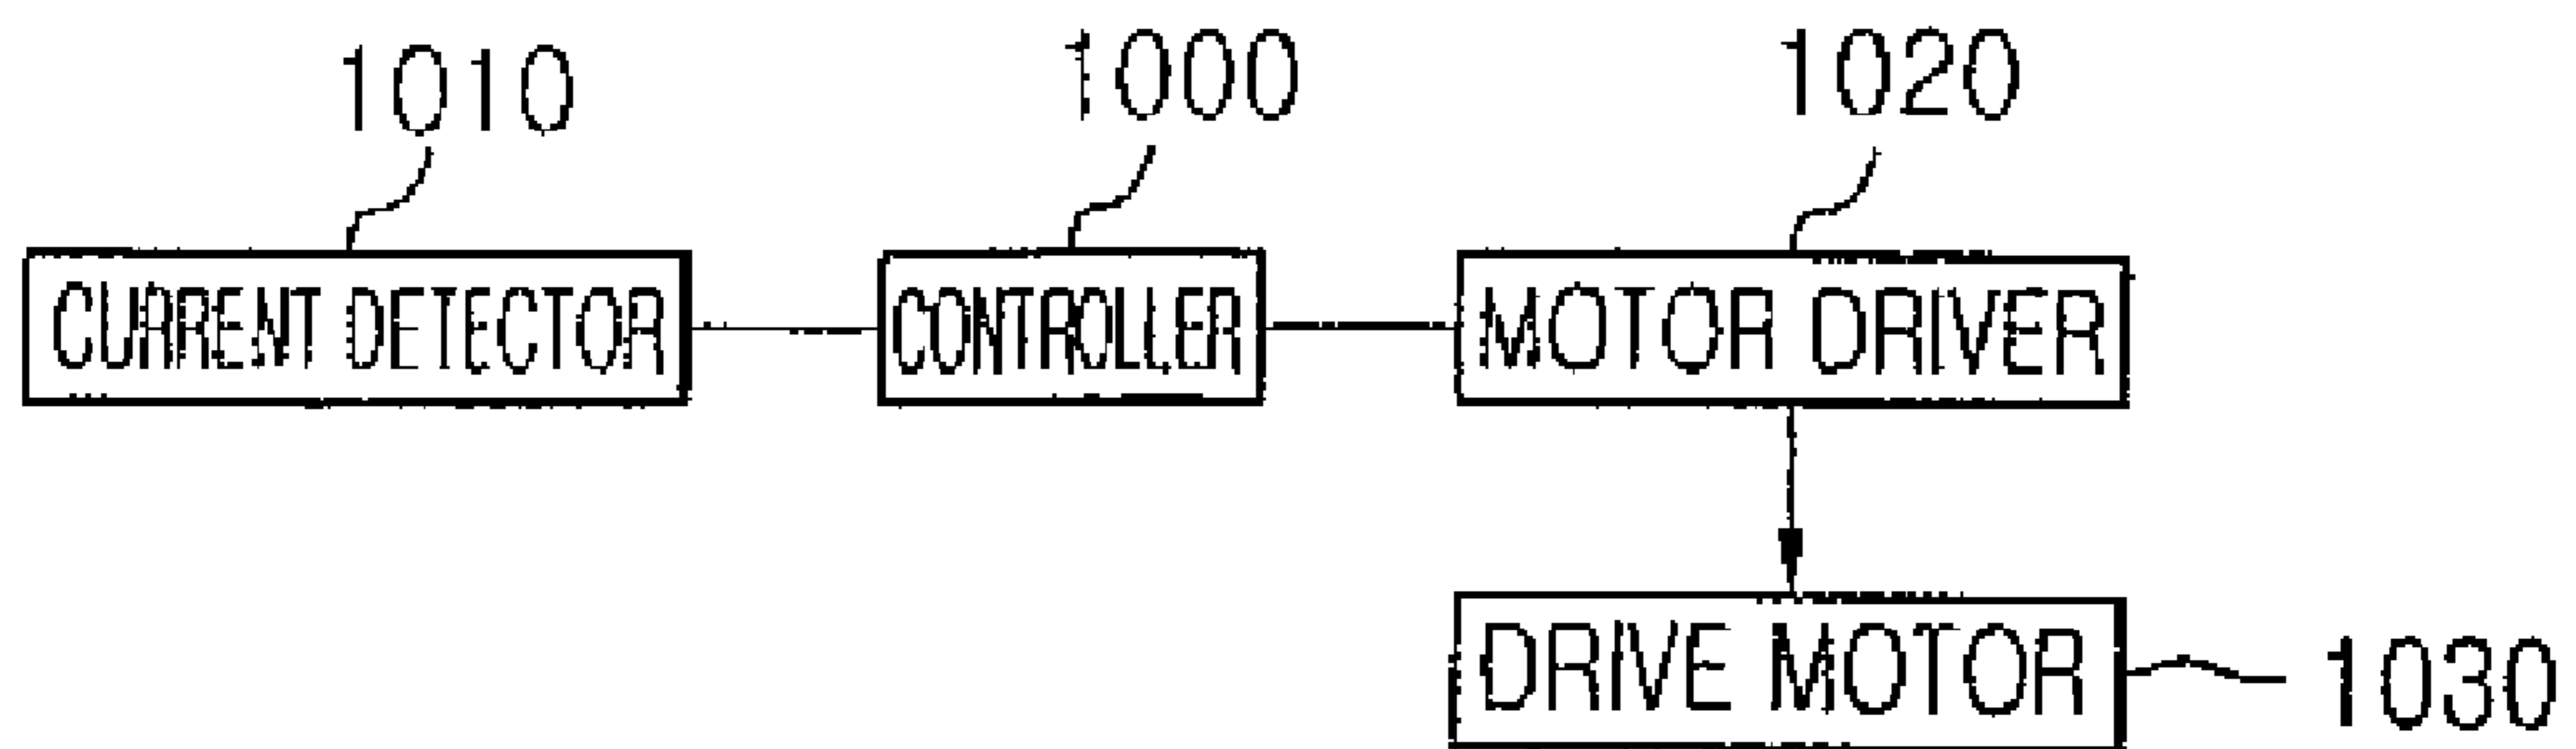 1010
1000
1020
CURRENT DETECTOR
CONTROLLER
MOTOR DRIVER
DRIVE MOTOR
1030